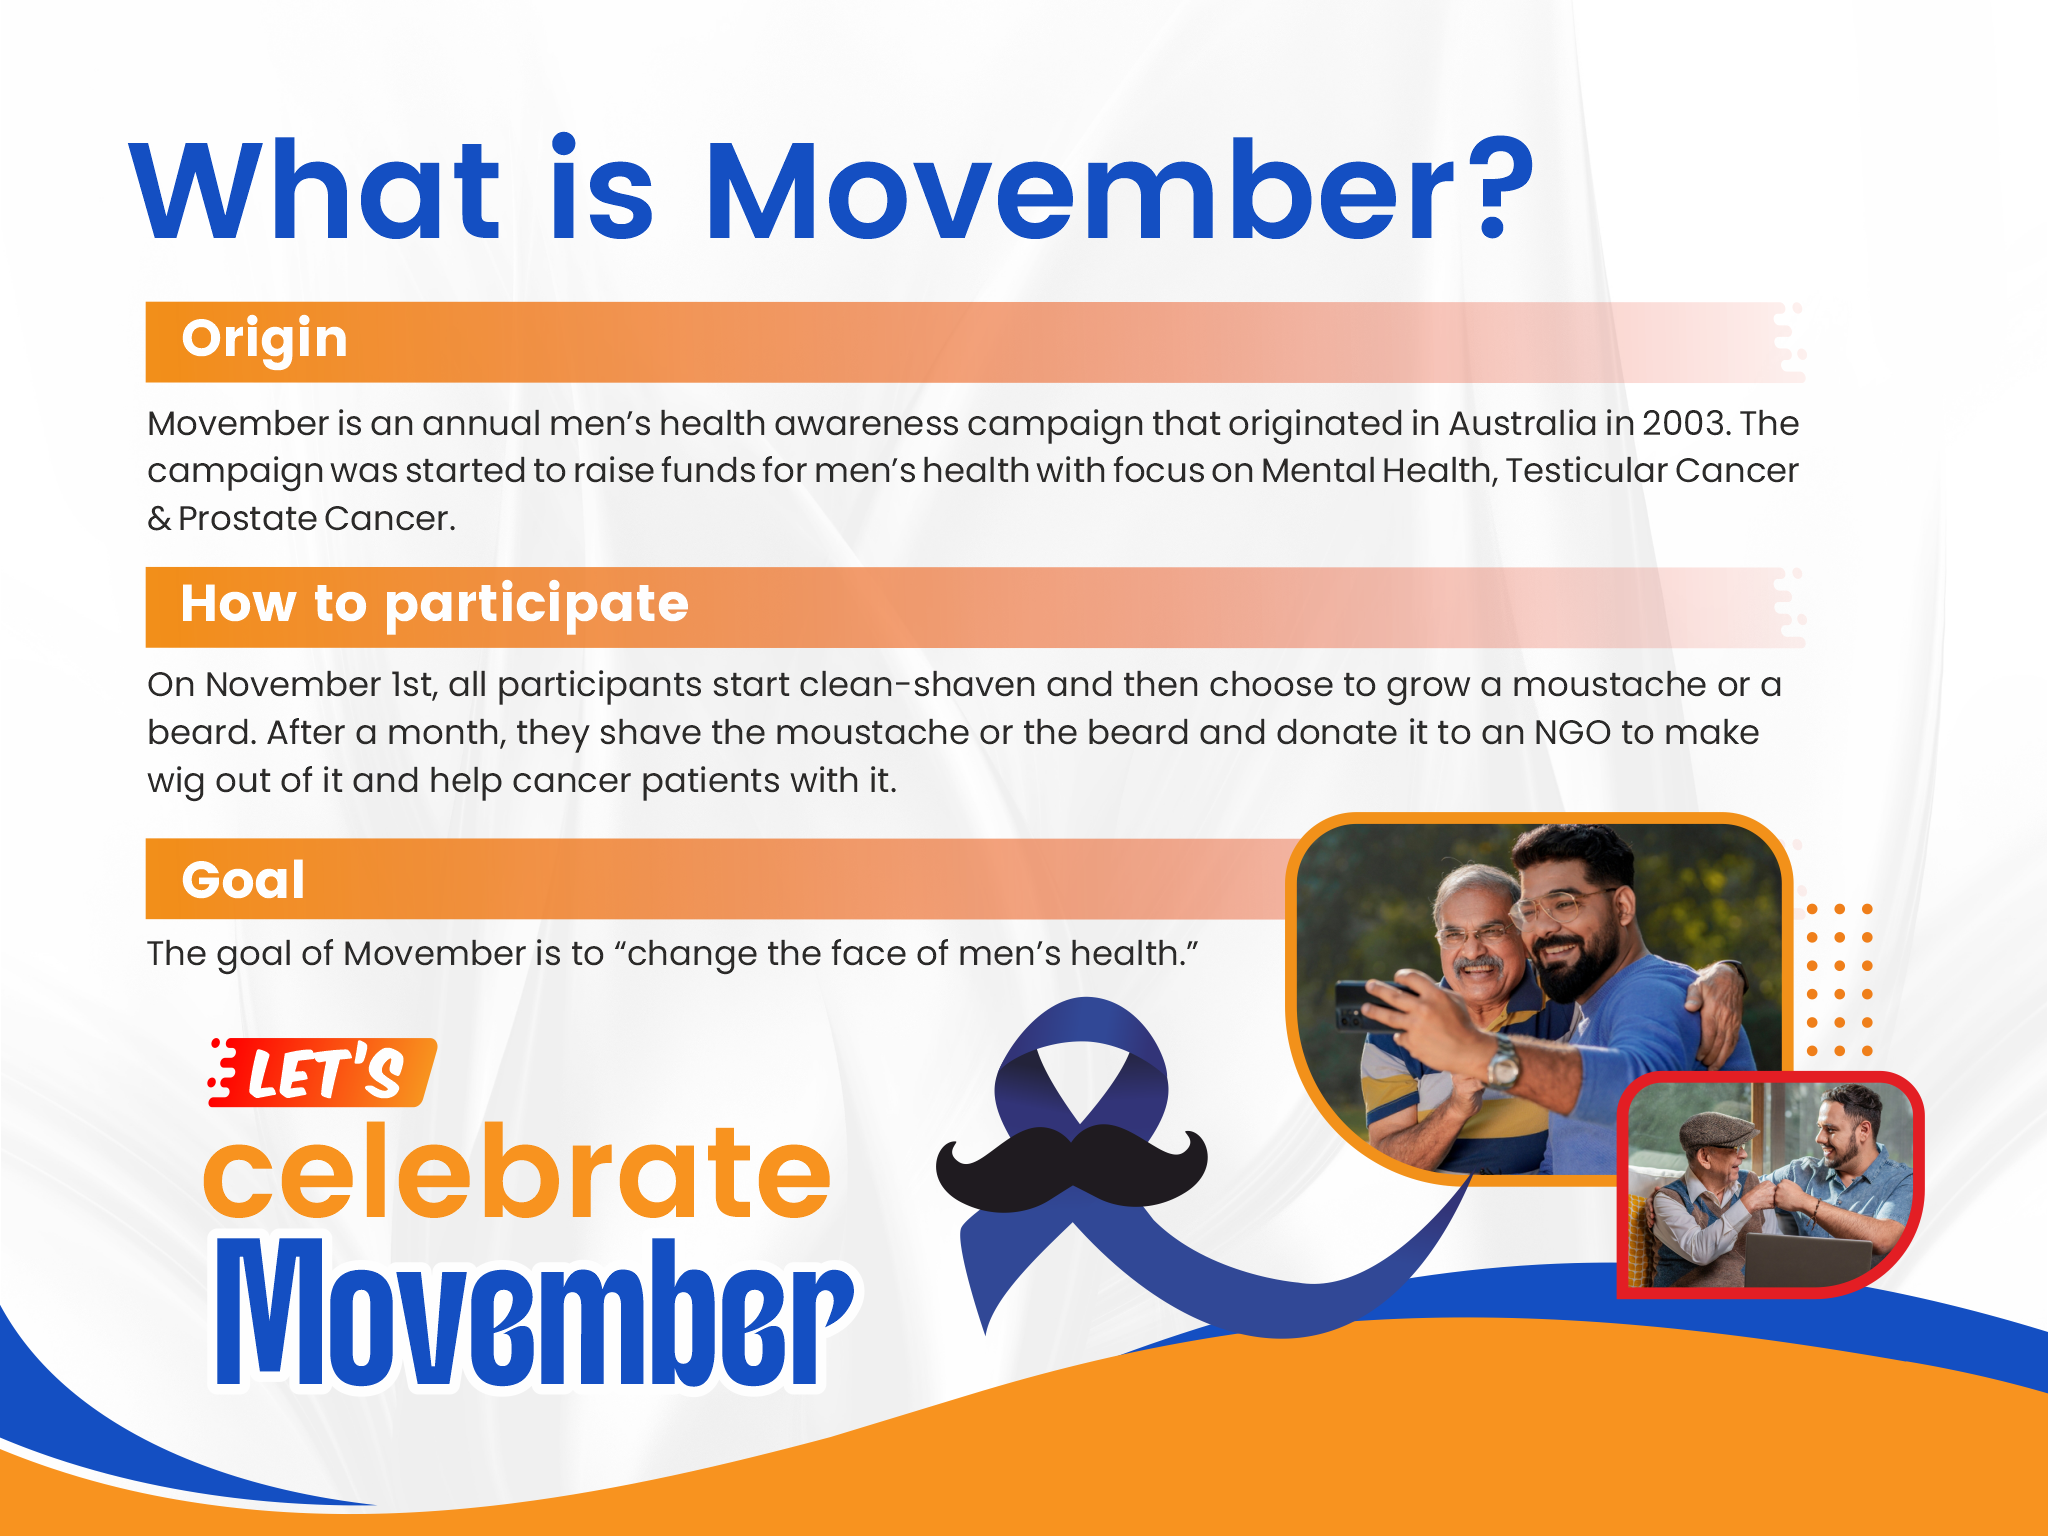 What is Movember?
Origin
Movember is an annual men’s health awareness campaign that originated in Australia in 2003. The
campaign was started to raise funds for men’s health with focus on Mental Health, Testicular Cancer
& Prostate Cancer.
How to participate
On November 1st, all participants start clean-shaven and then choose to grow a moustache or a
beard. After a month, they shave the moustache or the beard and donate it to an NGO to make
wig out of it and help cancer patients with it.
Goal
The goal of Movember is to “change the face of men’s health.”
LET'S
celebrate
Movember